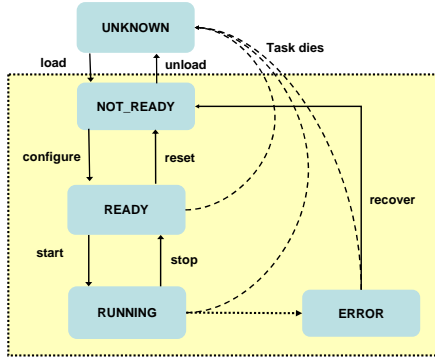 UNKNOWN
Task dies
load
unload
NOT_READY
configure
reset
READY
recover
start
stop
RUNNING
ERROR